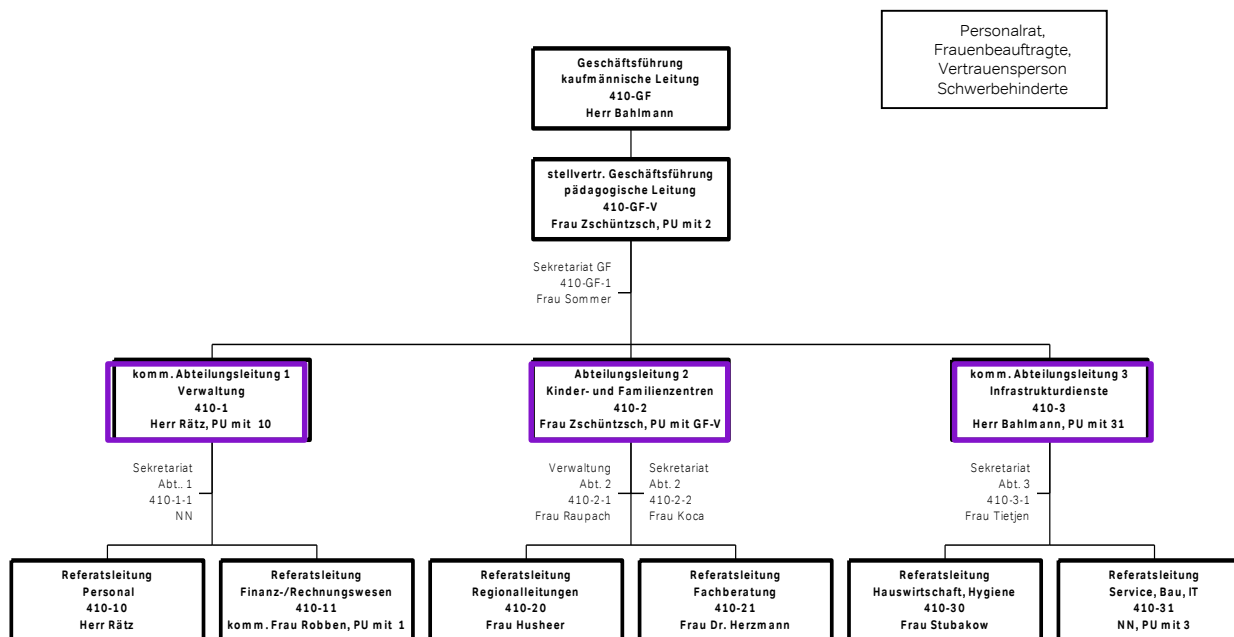 Personalrat,
Frauenbeauftragte,
Vertrauensperson
Schwerbehinderte
Geschäftsführung
kaufmännische Leitung
410-GF
Herr Bahlmann
stellvertr. Geschäftsführung
pädagogische Leitung
410-GF-V
Frau Zschüntzsch, PU mit 2
Sekretariat GF
410-GF-1
Frau Sommer
komm. Abteilungsleitung 1
Verwaltung
410-1
Herr Rätz, PU mit 10
Abteilungsleitung 2
Kinder- und Familienzentren
410-2
Frau Zschüntzsch, PU mit GF-V
komm. Abteilungsleitung 3
Infrastrukturdienste
410-3
Herr Bahlmann, PU mit 31
Sekretariat
Abt.. 1
410-1-1
NN
Verwaltung
Abt. 2
410-2-1
Frau Raupach
Sekretariat
Abt. 2
410-2-2
Frau Koca
Sekretariat
Abt. 3
410-3-1
Frau Tietjen
Referatsleitung
Personal
410-10
Herr Rätz
Referatsleitung
Finanz-/Rechnungswesen
410-11
komm. Frau Robben, PU mit 1
Referatsleitung
Regionalleitungen
410-20
Frau Husheer
Referatsleitung
Fachberatung
410-21
Frau Dr. Herzmann
Referatsleitung
Hauswirtschaft, Hygiene
410-30
Frau Stubakow
Referatsleitung
Service, Bau, IT
410-31
NN, PU mit 3